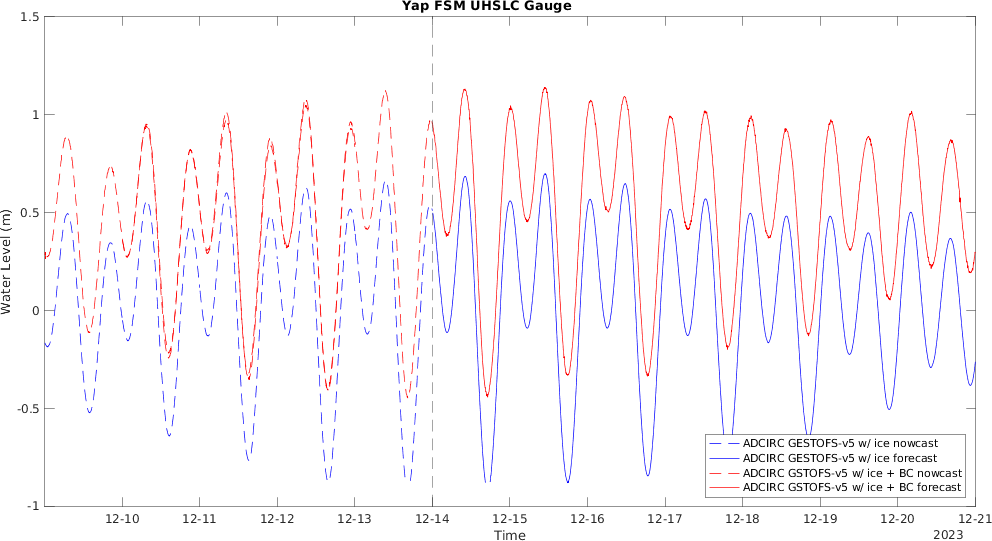 Yap FSM UHSLC Gauge
1.5
1
0.5
0
-0.5
-1
Water Level (m)
ADCIRC GESTOFS-v5 w/ ice nowcast
ADCIRC GESTOFS-v5 w/ ice forecast
ADCIRC GSTOFS-v5 w/ ice + BC nowcast
ADCIRC GSTOFS-v5 w/ ice + BC forecast
12-10 12-11 12-12 12-13 12-14 12-15 12-16 12-17 12-18 12-19 12-20 12-21
Time
2023